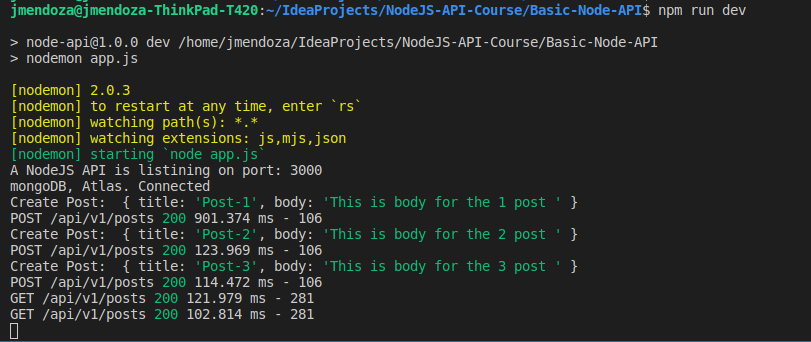 jmendoza@jmendoza-ThinkPad-T420:~/IdeaProjects/NodeJS-API-Course/Basic-Node-API$ npm run dev
> node-api@1.0.0 dev /home/jmendoza/IdeaProjects/NodeJS-API-Course/Basic-Node-API
> nodemon app.js
[nodemon] 2.0.3
[nodemon] to restart at any time, enter `rs`
[nodemon] watching path(s): *.*
[nodemon] watching extensions: js,mjs,json
[nodemon] starting `node app.js`
A NodeJS API is listining on port: 3000
mongoDB, Atlas. Connected
Create Post:  { title: 'Post-1', body: 'This is body for the 1 post ' }
POST /api/v1/posts 200 901.374 ms - 106
Create Post:  { title: 'Post-2', body: 'This is body for the 2 post ' }
POST /api/v1/posts 200 123.969 ms - 106
Create Post:  { title: 'Post-3', body: 'This is body for the 3 post ' }
POST /api/v1/posts 200 114.472 ms - 106
GET /api/v1/posts 200 121.979 ms - 281
GET /api/v1/posts 200 102.814 ms - 281